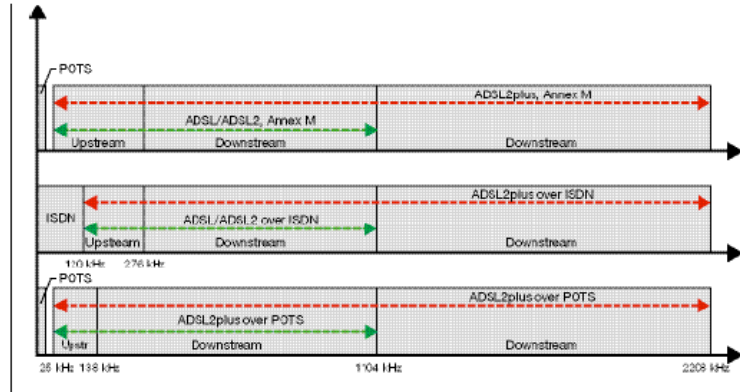 POTS
ADSL2plus, Annex M
ADSL/ADSL2, Annex M
Upstream Downstream Downstream
ADSL2plus over ISDN
ISDN
ADSL/ADSL2 over ISDN
Upstream Downstream Downstream
276 kHz
POTS
ADSL2plus over POTS
ADSL2plus over POTS
Upstr Downstream Downstream
25 kHz 138 kHz 1104 kHz 2208 kHz